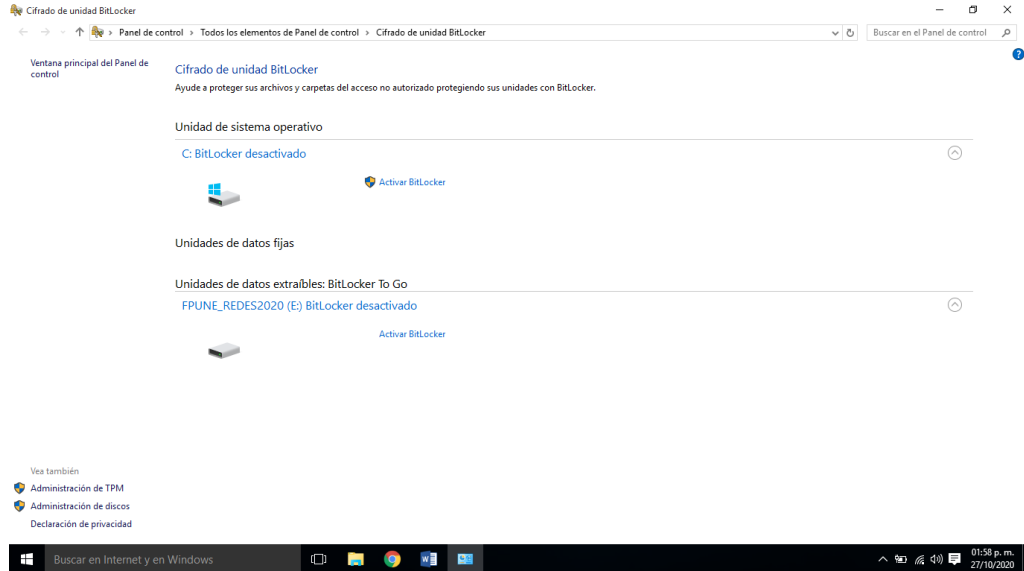 Cifrado de unidad BitLocker
Panel de control > Todos los elementos de Panel de control > Cifrado de unidad BitLocker
Buscar en el Panel de control
Ventana principal del Panel de
control
Cifrado de unidad BitLocker
Ayude a proteger sus archivos y carpetas del acceso no autorizado protegiendo sus unidades con BitLocker.
Unidad de sistema operativo
C: BitLocker desactivado
Activar BitLocker
Unidades de datos fijas
Unidades de datos extraíbles: BitLocker To Go
FPUNE_REDES2020 (E:) BitLocker desactivado
Activar BitLocker
Vea también
Administración de TPM
Administración de discos
Declaración de privacidad
Buscar en Internet y en Windows
01:58 p. m.
27/10/2020